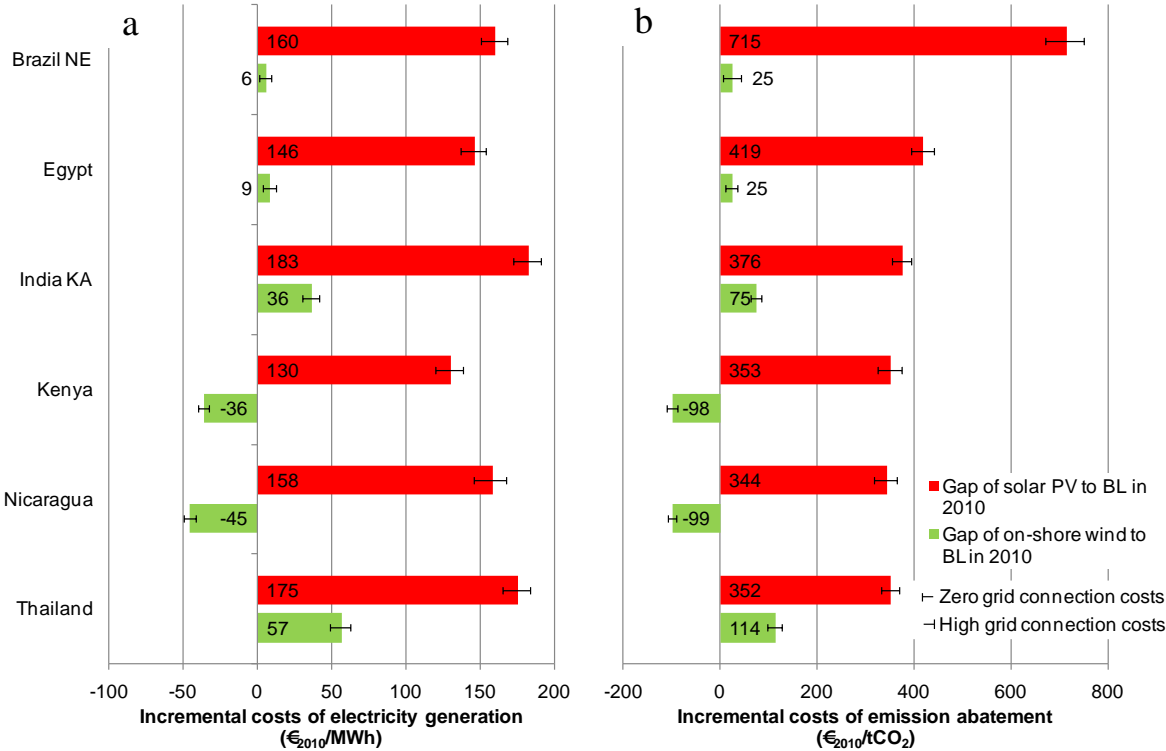 a
b
Brazil NE
160
6
715
25
Egypt
146
9
419
25
India KA
183
36
376
75
Kenya
130
-36
353
-98
Nicaragua
158
-45
344
-99
Thailand
175
57
352
114
Gap of solar PV to BL in
2010
Gap of on-shore wind to
BL in 2010
Zero grid connection costs
High grid connection costs
-100 -50 0 50 100 150 200
Incremental costs of electricity generation
(€2010/MWh)
-200 0 200 400 600 800
Incremental costs of emission abatement
(€2010/tCO2)